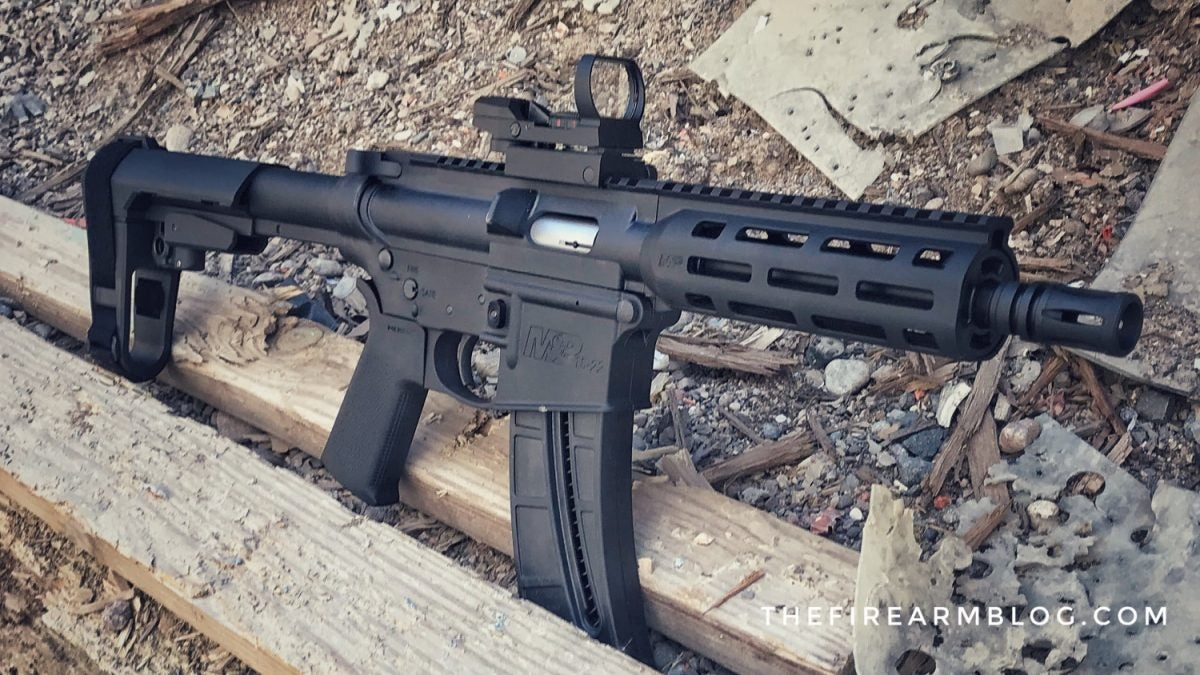 FIRE
SAFE
M&P
M&P 15-22
THEFIREARMBLOG.COM